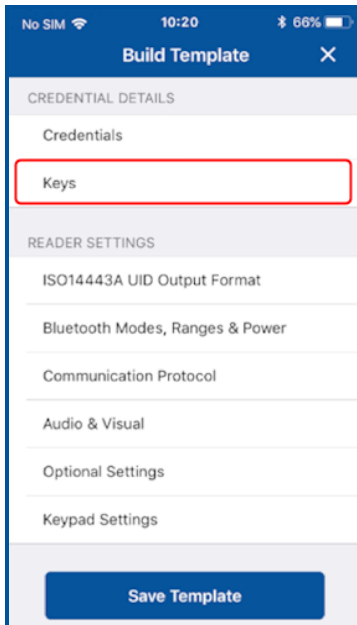 No SIM 10:20 66%
Build Template
CREDENTIAL DETAILS
Credentials
Keys
READER SETTINGS
ISO14443A UID Output Format
Bluetooth Modes, Ranges & Power
Communication Protocol
Audio & Visual
Optional Settings
Keypad Settings
Save Template